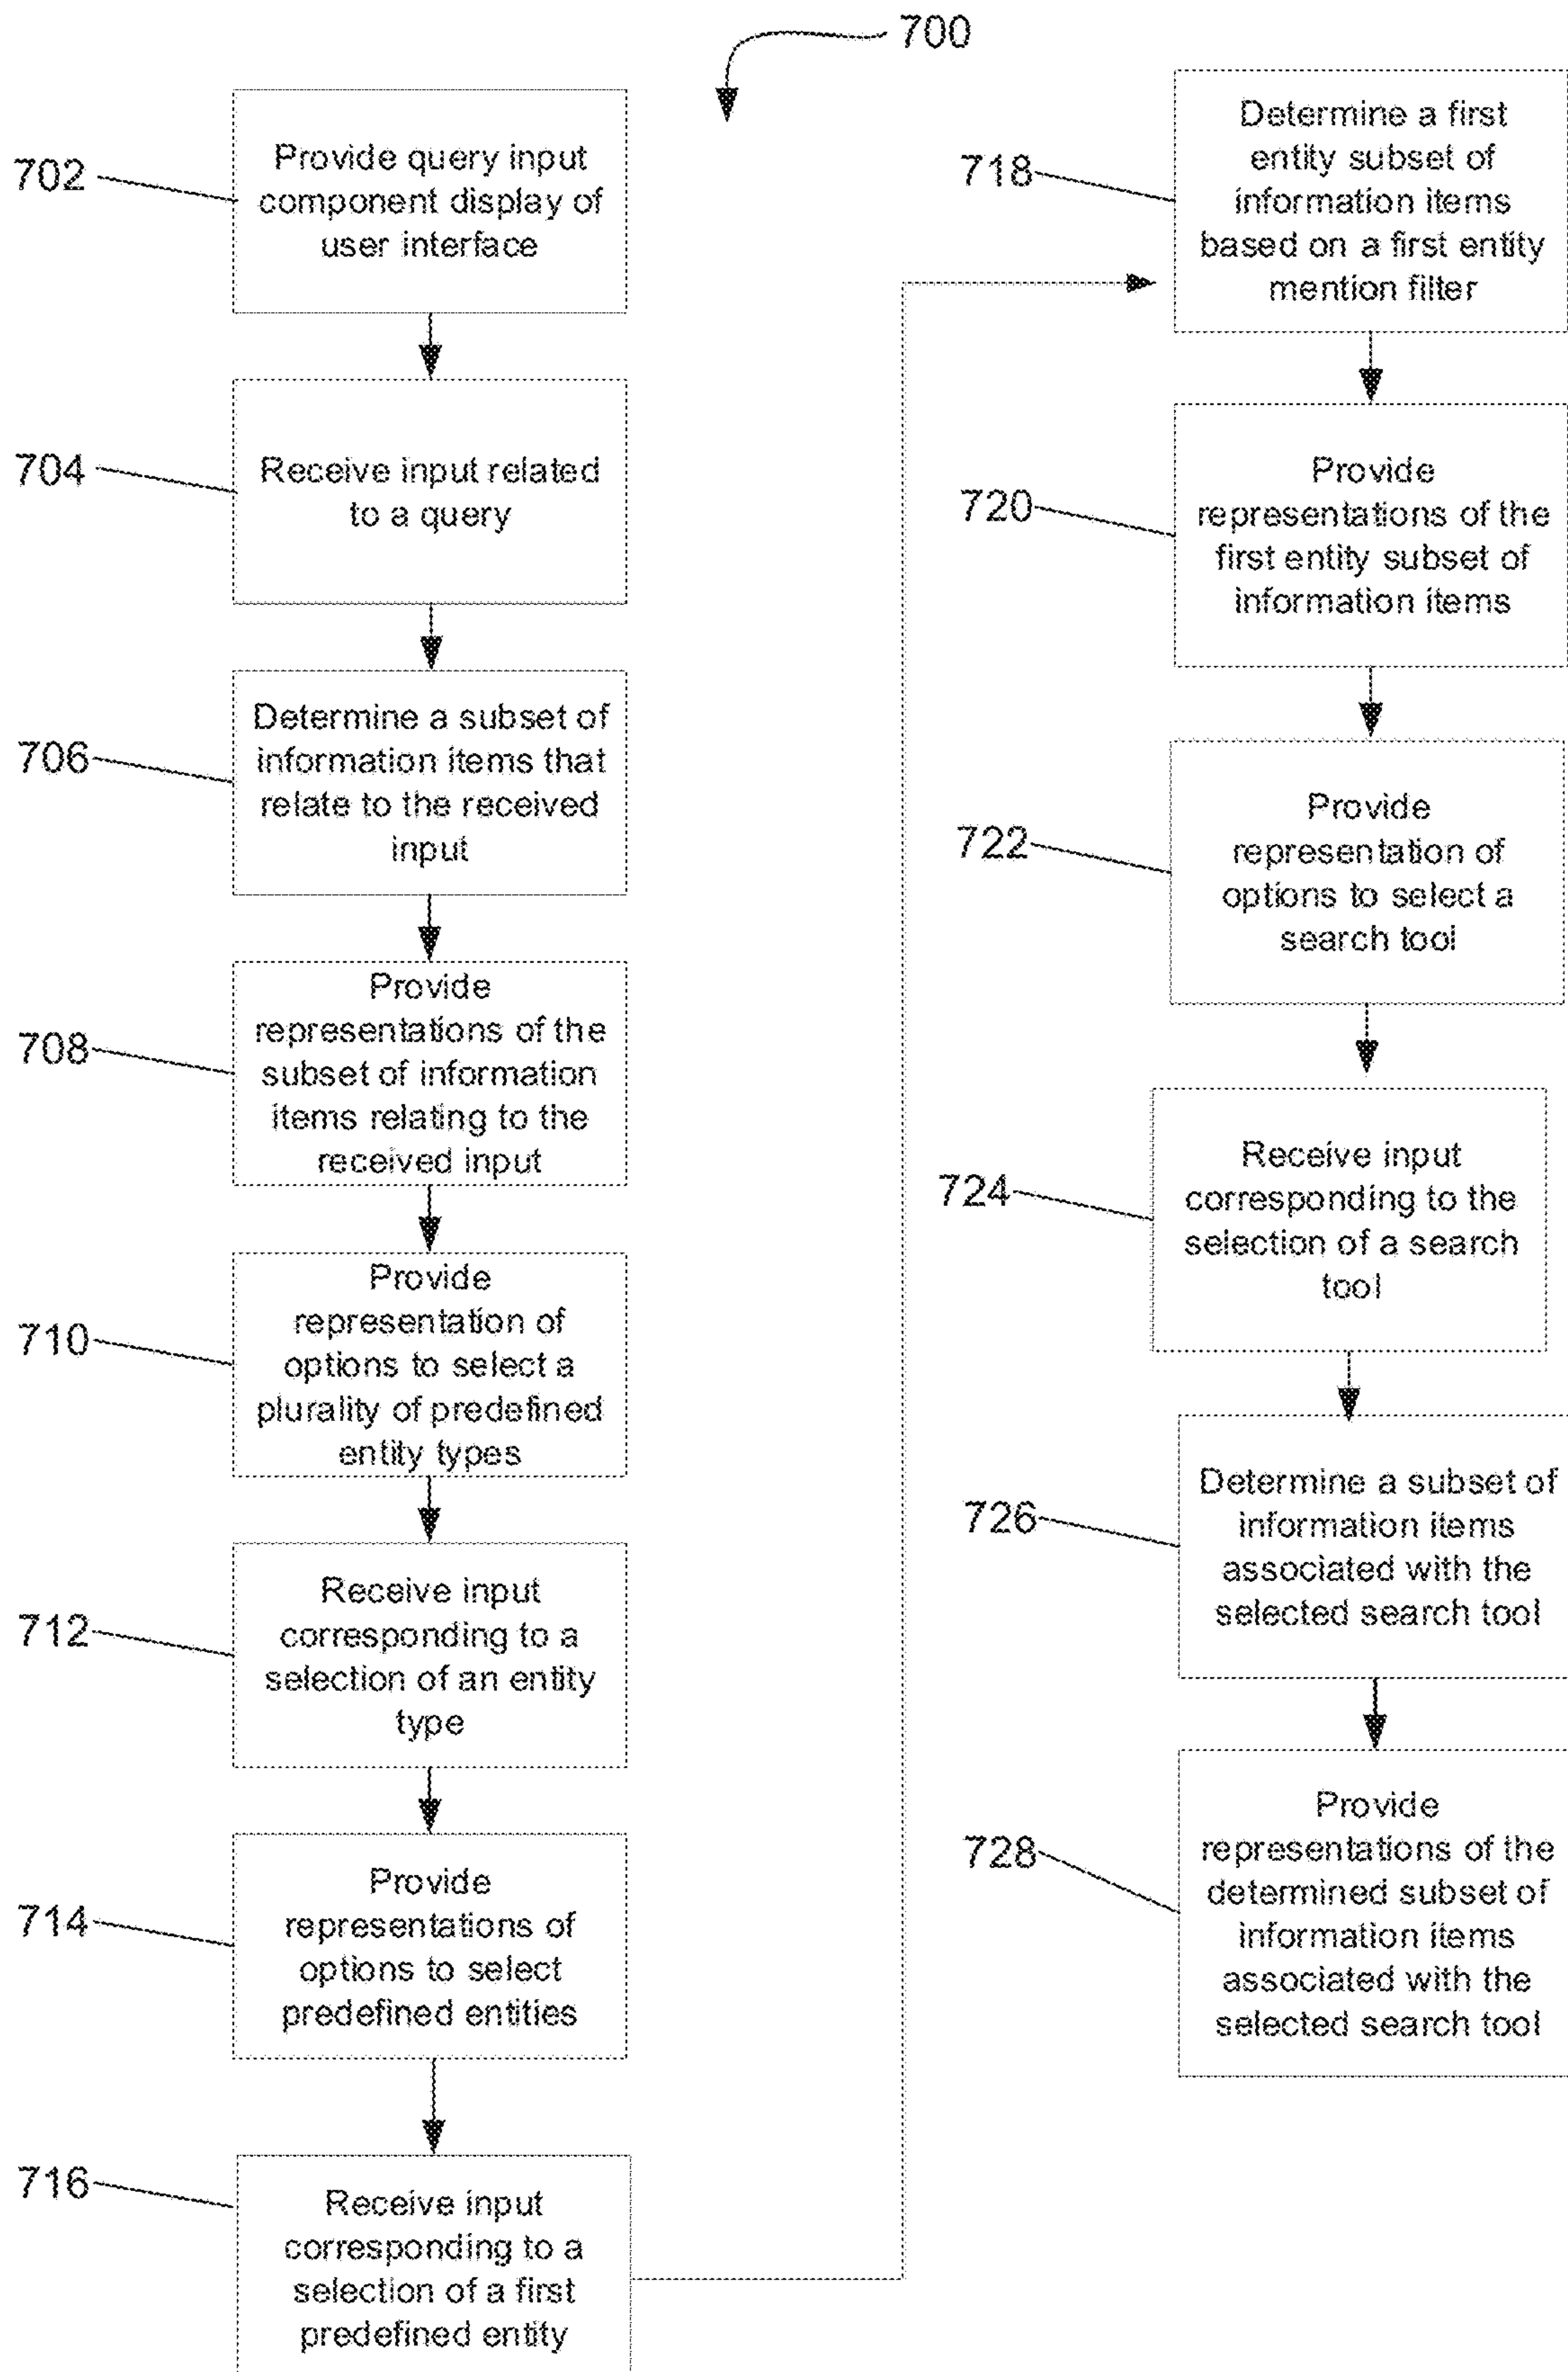 700
702
Provide query input
component display of
user interface
704
Receive input related
to a query
706
Determine a subset of
information items that
relate to the received
input
708
Provide
representations of the
subset of information
items relating to the
received input
710
Provide
representation of
options to select a
plurality of predefined
entity types
712
Receive input
corresponding to a
selection of an entity
type
714
Provide
representations of
options to select
predefined entities
716
Receive input
corresponding to a
selection of a first
predefined entity
718
Determine a first
entity subset of
information items
based on a first entity
mention filter
720
Provide
representations of the
first entity subset of
information items
722
Provide
representation of
options to select a
search tool
724
Receive input
corresponding to the
selection of a search
tool
726
Determine a subset of
information items
associated with the
selected search tool
728
Provide
representations of the
determined subset of
information items
associated with the
selected search tool